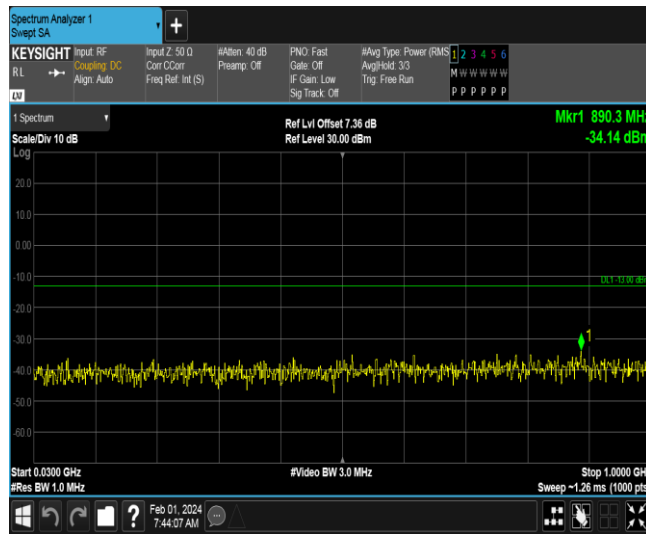 Spectrum Analyzer 1
Swept SA
+
KEYSIGHT
RL
LXI
Input: RF
Coupling: DC
Align: Auto
Input Z: 50 Ω
Corr CCorr
Freq Ref: Int (S)
#Atten: 40 dB
Preamp: Off
PNO: Fast
Gate: Off
IF Gain: Low
Sig Track: Off
#Avg Type: Power (RMS
Avg|Hold: 3/3
Trig: Free Run
1 2 3 4 5 6
M W W W W W
P P P P P P
1 Spectrum
Scale/Div 10 dB
Log
Ref Lvl Offset 7.36 dB
Ref Level 30.00 dBm
Mkr1 890.3 MHz
-34.14 dBm
20.0
10.0
0.00
-10.0
DL1 -13.00 dBm
-20.0
-30.0
1
-40.0
-50.0
-60.0
Start 0.0300 GHz
#Res BW 1.0 MHz
#Video BW 3.0 MHz
Stop 1.0000 GH
Sweep ~1.26 ms (1000 pts
?
Feb 01, 2024
7:44:07 AM